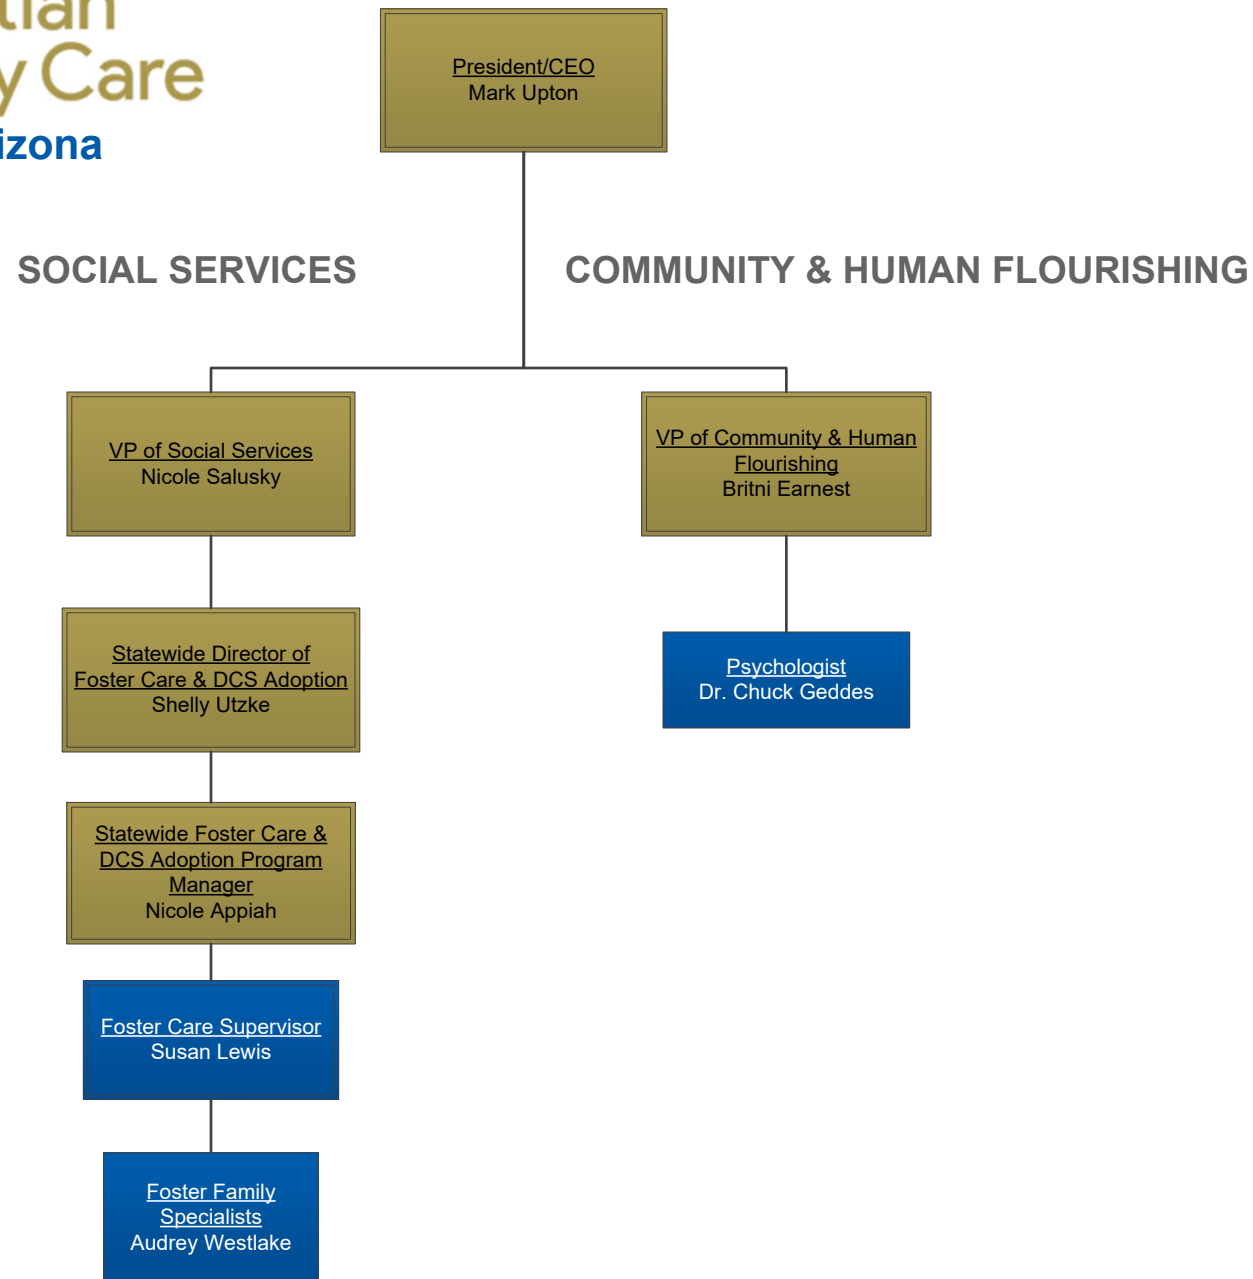 Care
President/CEO
Mark Upton
SOCIAL SERVICES
COMMUNITY & HUMAN FLOURISHING
VP of Social Services
Nicole Salusky
VP of Community & Human
Flourishing
Britni Earnest
Statewide Director of
Foster Care & DCS Adoption
Shelly Utzke
Psychologist
Dr. Chuck Geddes
Statewide Foster Care &
DCS Adoption Program
Manager
Nicole Appiah
Foster Care Supervisor
Susan Lewis
Foster Family
Specialists
Audrey Westlake